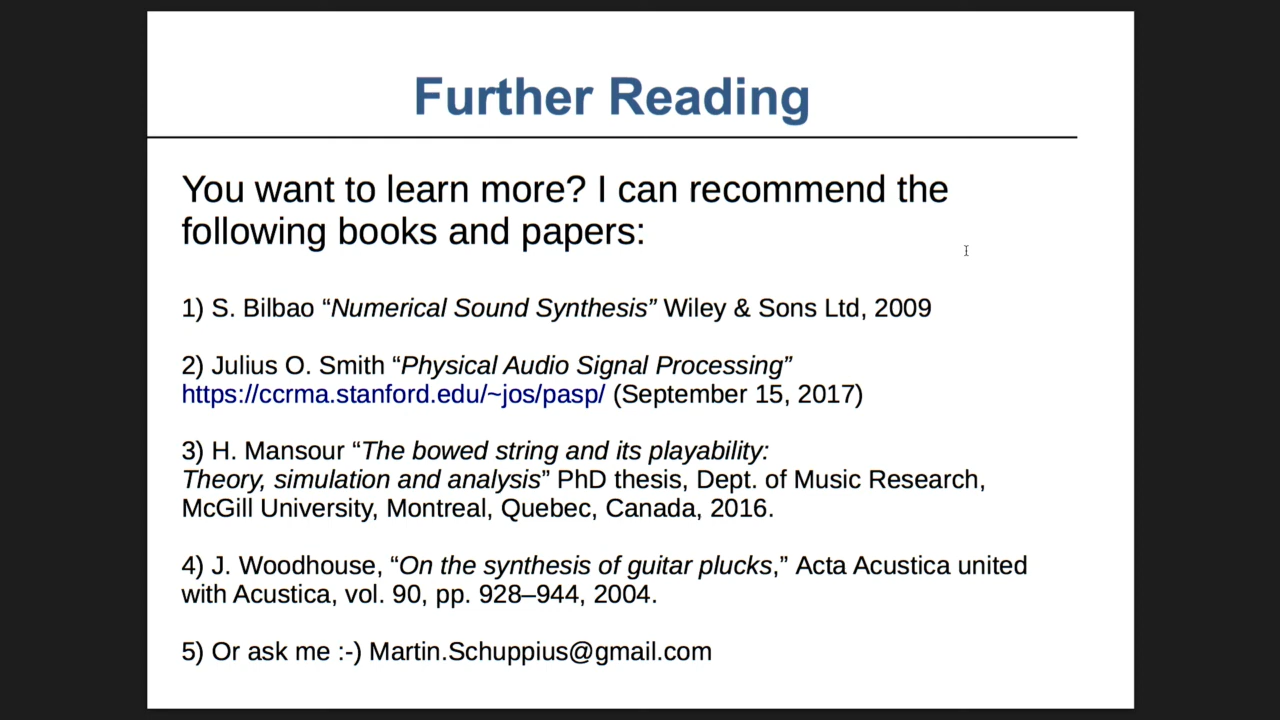 Further Reading
You want to learn more? I can recommend the
following books and papers:
1) S. Bilbao “Numerical Sound Synthesis” Wiley & Sons Ltd, 2009
2) Julius O. Smith “Physical Audio Signal Processing”
https://ccrma.stanford.edu/~jos/pasp/ (September 15, 2017)
3) H. Mansour “The bowed string and its playability:
Theory, simulation and analysis” PhD thesis, Dept. of Music Research,
McGill University, Montreal, Quebec, Canada, 2016.
4) J. Woodhouse, “On the synthesis of guitar plucks,” Acta Acustica united
with Acustica, vol. 90, pp. 928–944, 2004.
5) Or ask me :-) Martin.Schuppius@gmail.com